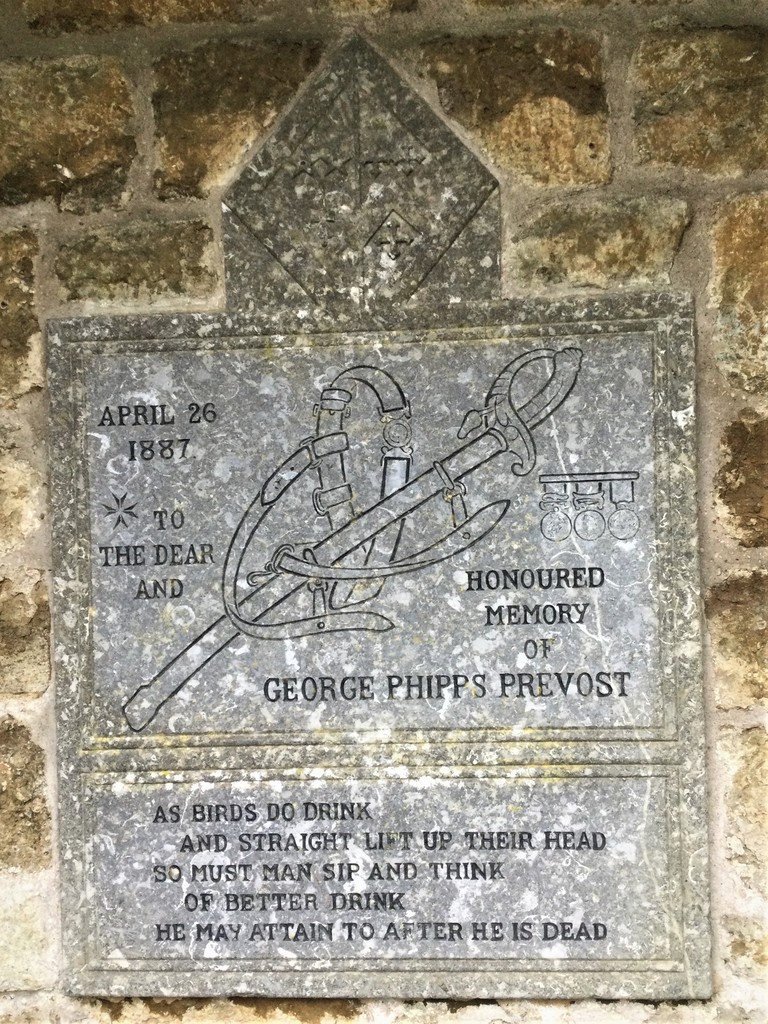 APRIL 26
1887.
TO
THE DEAR
AND
HONOURED
MEMORY
OF
GEORGE PHIPPS PREVOST
AS BIRDS DO DRINK
AND STRAIGHT LIFT UP THEIR HEAD
SO MUST MAN SIP AND THINK
OF BETTER DRINK
HE MAY ATTAIN TO AFTER HE IS DEAD